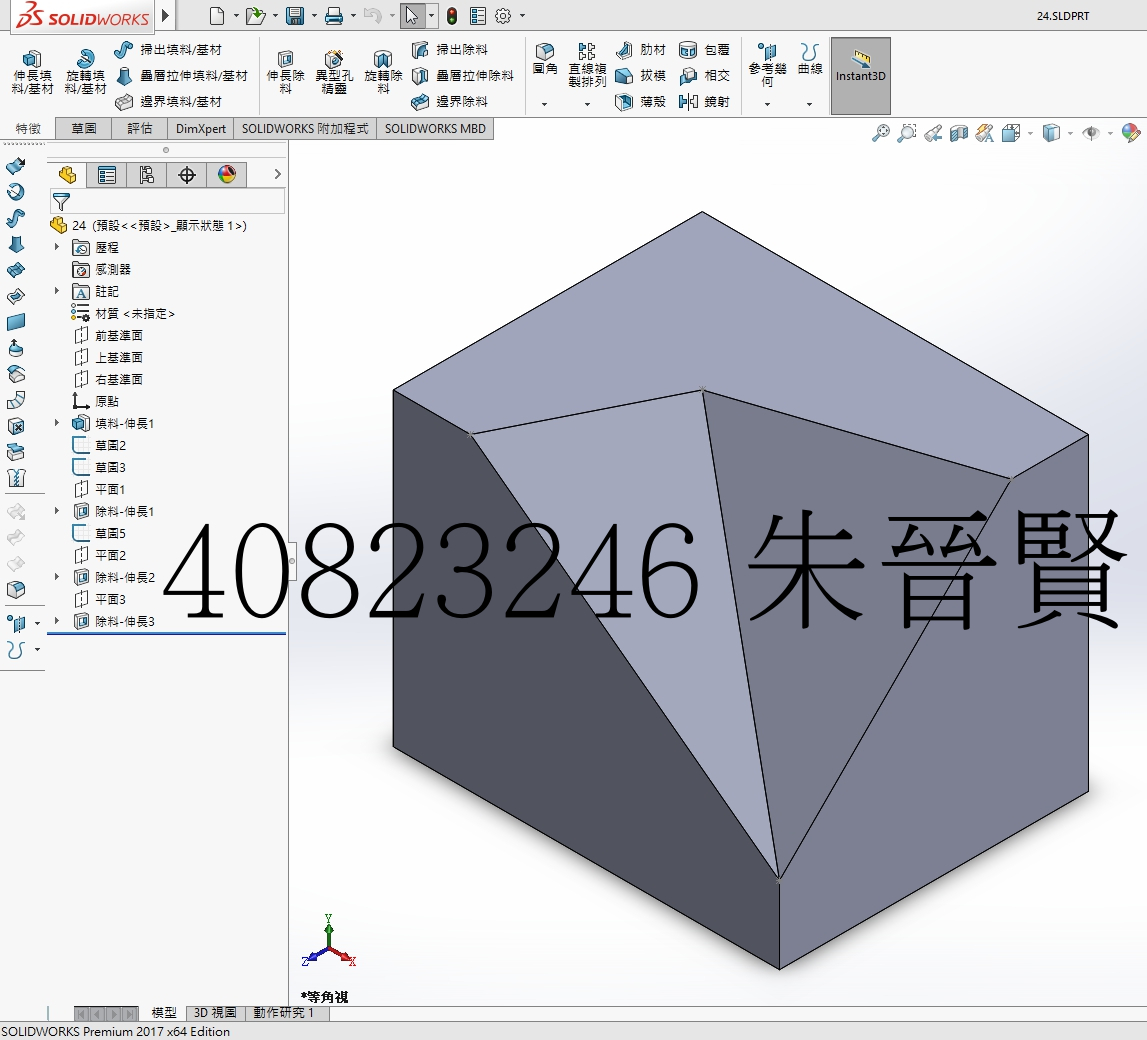 SOLIDWORKS
24.SLDPRT
伸長填料/基材
旋轉填料/基材
掃出填料/基材
疊層拉伸填料/基材
邊界填料/基材
伸長除料
異型孔精靈
旋轉除料
掃出除料
疊層拉伸除料
邊界除料
圓角
直線複製排列
肋材
拔模
薄殼
包覆
相交
鏡射
參考幾何
曲線
Instant3D
特徵
草圖
評估
DimXpert
SOLIDWORKS 附加程式
SOLIDWORKS MBD
24 (預設<<預設>_顯示狀態 1>)
歷程
感測器
註記
材質 <未指定>
前基準面
上基準面
右基準面
原點
填料-伸長1
草圖2
草圖3
平面1
除料-伸長1
草圖5
平面2
除料-伸長2
平面3
除料-伸長3
40823246 朱晉賢
Y
Z
X
*等角視
模型
3D 視圖
動作研究 1
SOLIDWORKS Premium 2017 x64 Edition